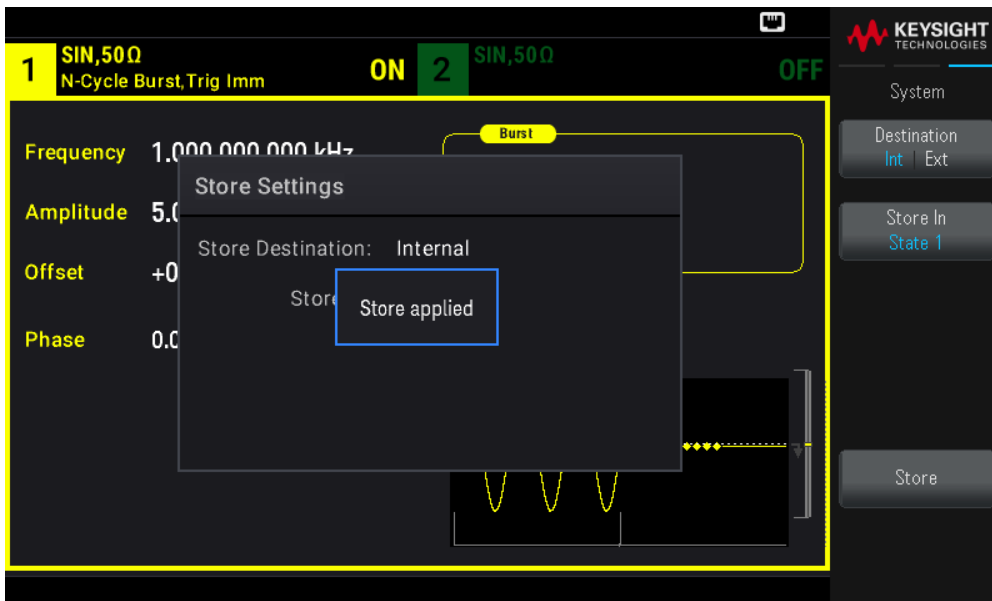 KEYSIGHT
TECHNOLOGIES
1
SIN,50Ω
N-Cycle Burst,Trig Imm
ON
2
SIN,50Ω
OFF
System
Burst
Frequency
Amplitude
Offset
Phase
Store Settings
Store Destination: Internal
Store applied
Destination
Int | Ext
Store In
State 1
Store